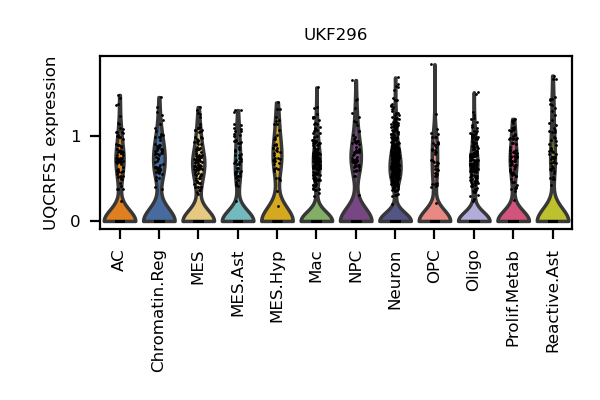 UKF296
UQCRFS1 expression
1
0
AC
Chromatin.Reg
MES
MES.Ast
MES.Hyp
Mac
NPC
Neuron
OPC
Oligo
Prolif.Metab
Reactive.Ast